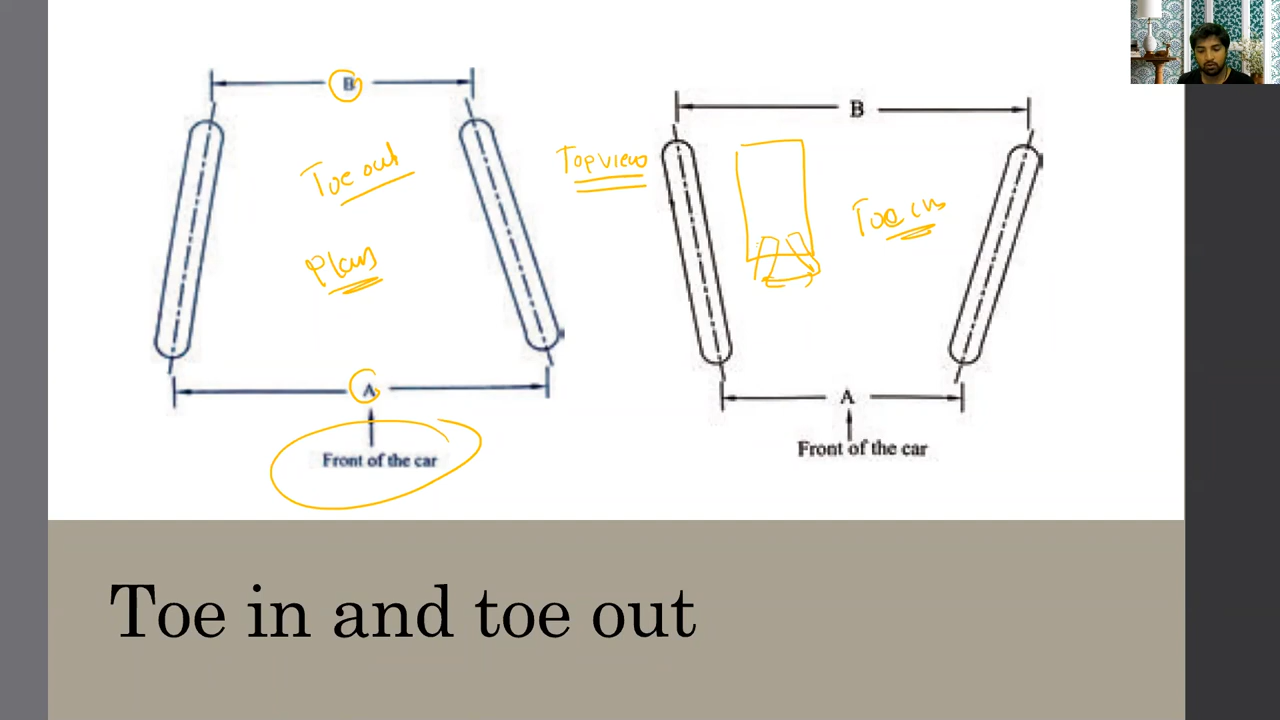 B
Toe out
Plan
A
Front of the car
Top view
B
Toe in
A
Front of the car
Toe in and toe out